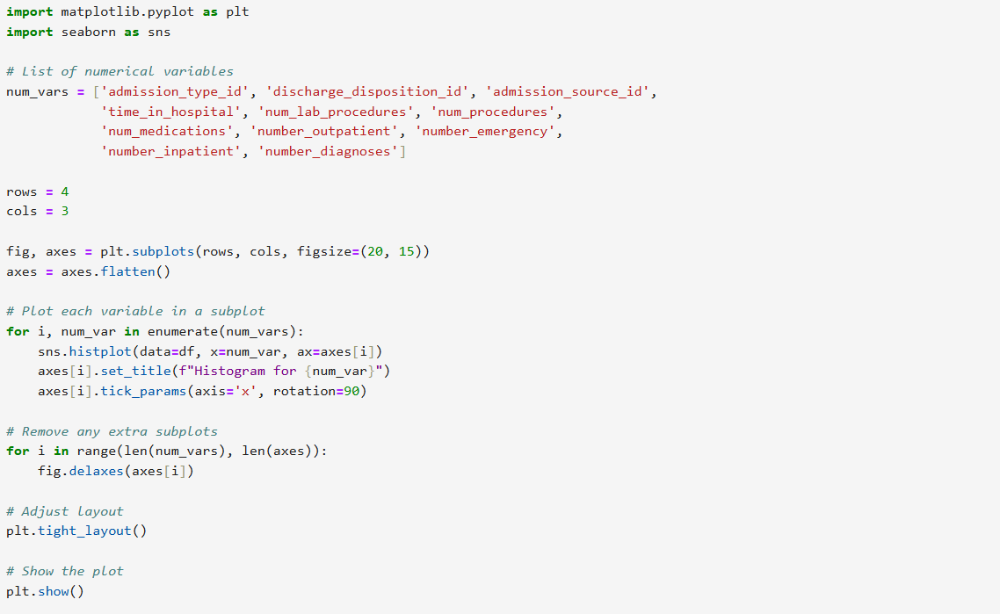 import matplotlib.pyplot as plt
import seaborn as sns

# List of numerical variables
num_vars = ['admission_type_id', 'discharge_disposition_id', 'admission_source_id',
            'time_in_hospital', 'num_lab_procedures', 'num_procedures',
            'num_medications', 'number_outpatient', 'number_emergency',
            'number_inpatient', 'number_diagnoses']

rows = 4
cols = 3

fig, axes = plt.subplots(rows, cols, figsize=(20, 15))
axes = axes.flatten()

# Plot each variable in a subplot
for i, num_var in enumerate(num_vars):
    sns.histplot(data=df, x=num_var, ax=axes[i])
    axes[i].set_title(f"Histogram for {num_var}")
    axes[i].tick_params(axis='x', rotation=90)

# Remove any extra subplots
for i in range(len(num_vars), len(axes)):
    fig.delaxes(axes[i])

# Adjust layout
plt.tight_layout()

# Show the plot
plt.show()